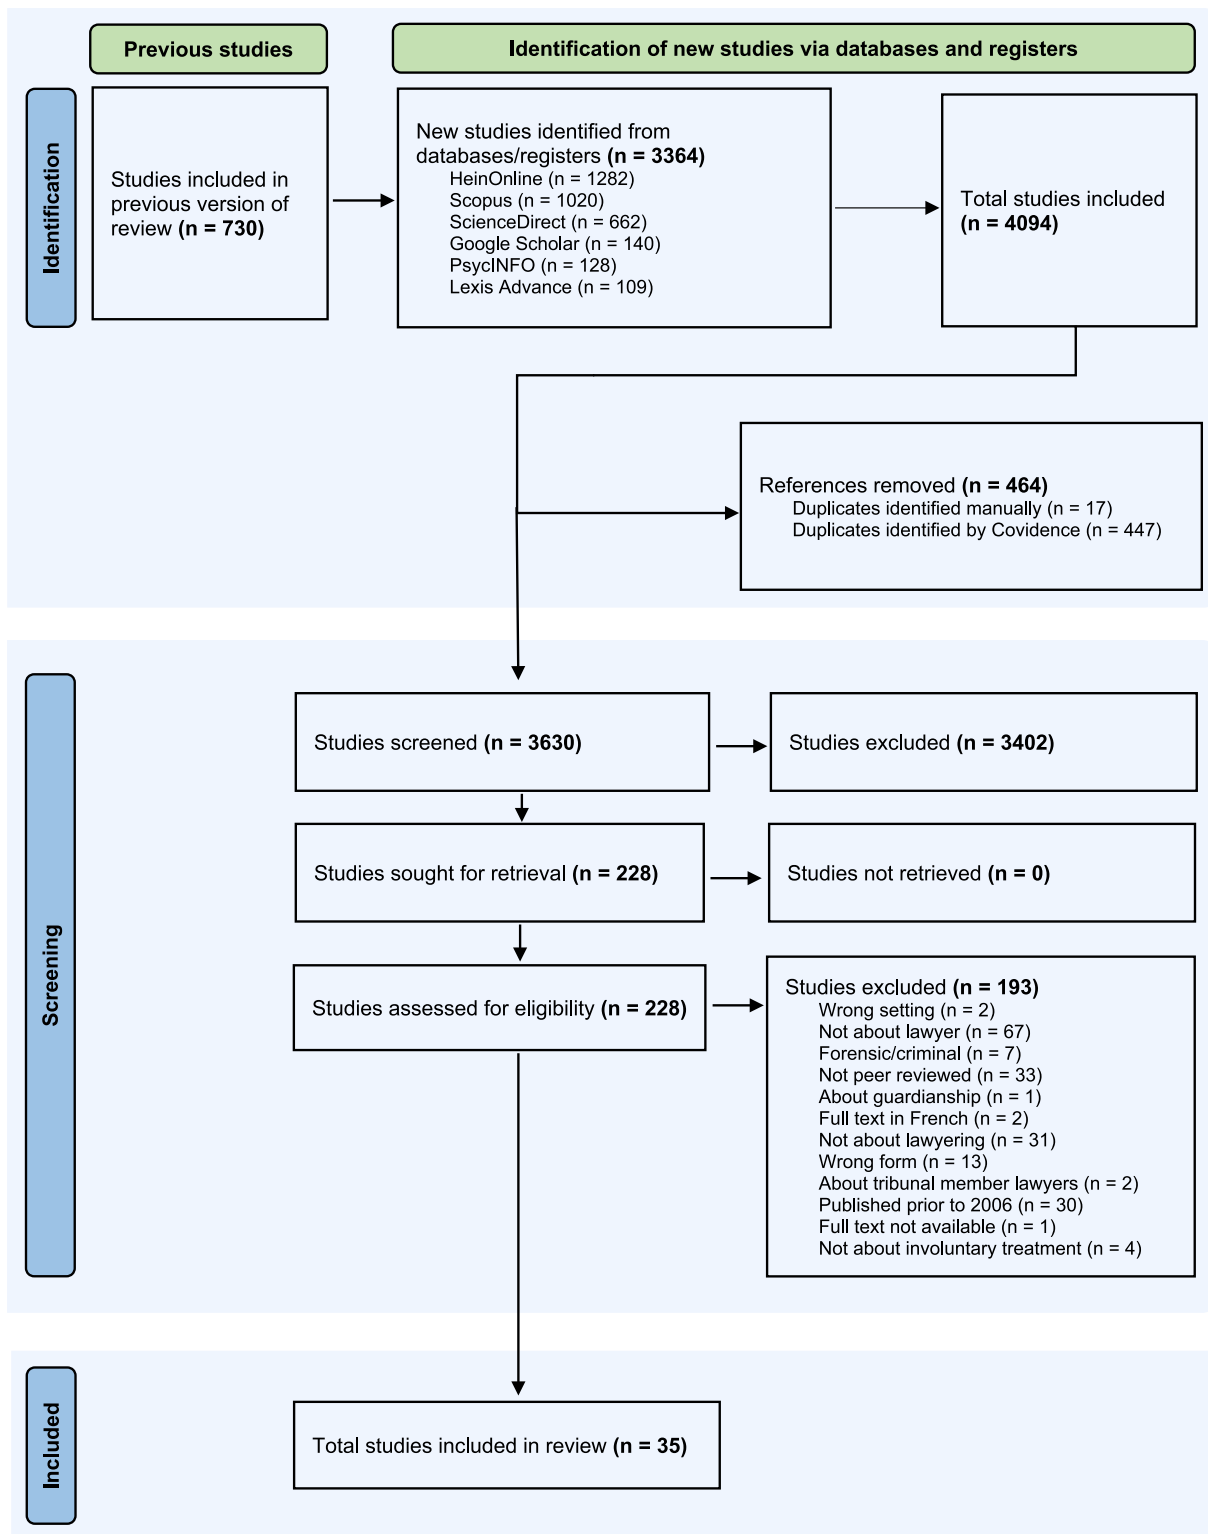 Previous studies
Identification of new studies via databases and registers
Identification
Studies included in
previous version of
review (n = 730)
New studies identified from
databases/registers (n = 3364)
HeinOnline (n = 1282)
Scopus (n = 1020)
ScienceDirect (n = 662)
Google Scholar (n = 140)
PsycINFO (n = 128)
Lexis Advance (n = 109)
Total studies included
(n = 4094)
References removed (n = 464)
Duplicates identified manually (n = 17)
Duplicates identified by Covidence (n = 447)
Screening
Studies screened (n = 3630)
Studies excluded (n = 3402)
Studies sought for retrieval (n = 228)
Studies not retrieved (n = 0)
Studies assessed for eligibility (n = 228)
Studies excluded (n = 193)
Wrong setting (n = 2)
Not about lawyer (n = 67)
Forensic/criminal (n = 7)
Not peer reviewed (n = 33)
About guardianship (n = 1)
Full text in French (n = 2)
Not about lawyering (n = 31)
Wrong form (n = 13)
About tribunal member lawyers (n = 2)
Published prior to 2006 (n = 30)
Full text not available (n = 1)
Not about involuntary treatment (n = 4)
Included
Total studies included in review (n = 35)